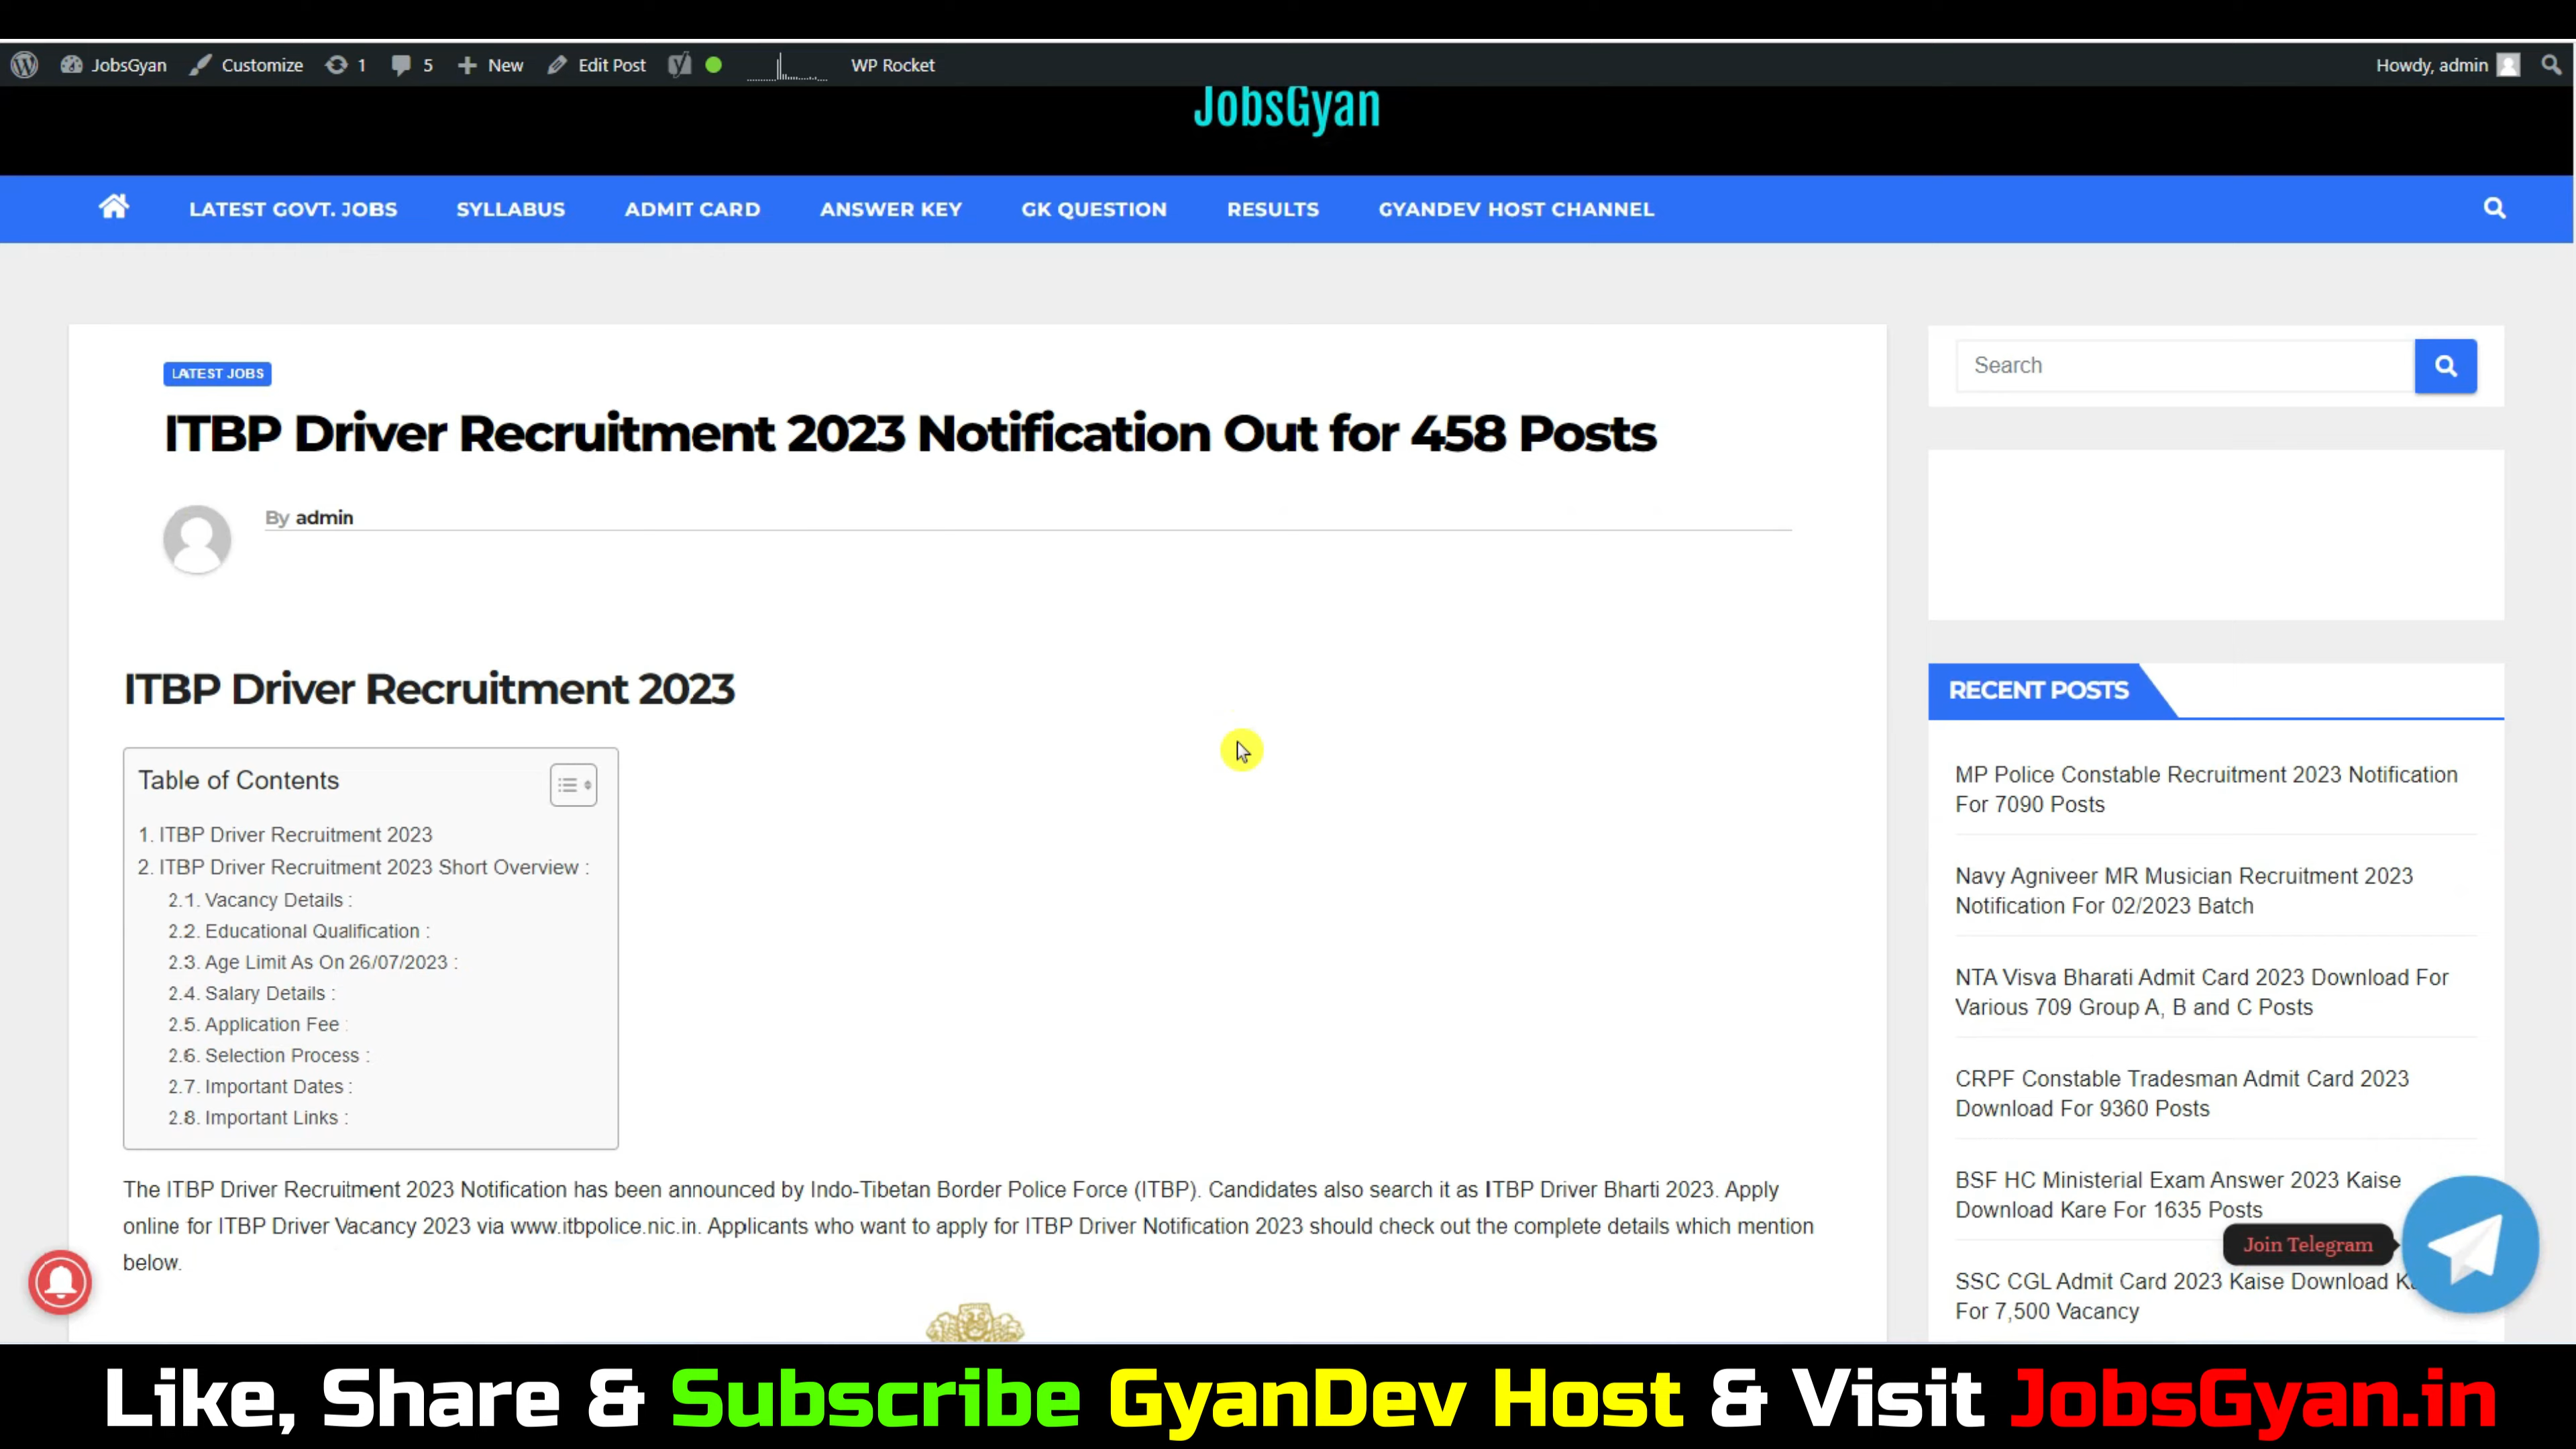 JobsGyan Customize 1 5 New Edit Post WP Rocket Howdy, admin
JobsGyan
LATEST GOVT. JOBS SYLLABUS ADMIT CARD ANSWER KEY GK QUESTION RESULTS GYANDEV HOST CHANNEL
LATEST JOBS
ITBP Driver Recruitment 2023 Notification Out for 458 Posts
By admin
ITBP Driver Recruitment 2023
Table of Contents
1. ITBP Driver Recruitment 2023
2. ITBP Driver Recruitment 2023 Short Overview :
2.1. Vacancy Details :
2.2. Educational Qualification :
2.3. Age Limit As On 26/07/2023 :
2.4. Salary Details :
2.5. Application Fee :
2.6. Selection Process :
2.7. Important Dates :
2.8. Important Links :
The ITBP Driver Recruitment 2023 Notification has been announced by Indo-Tibetan Border Police Force (ITBP). Candidates also search it as ITBP Driver Bharti 2023. Apply
online for ITBP Driver Vacancy 2023 via www.itbpolice.nic.in. Applicants who want to apply for ITBP Driver Notification 2023 should check out the complete details which mention
below.
Search
RECENT POSTS
MP Police Constable Recruitment 2023 Notification
For 7090 Posts
Navy Agniveer MR Musician Recruitment 2023
Notification For 02/2023 Batch
NTA Visva Bharati Admit Card 2023 Download For
Various 709 Group A, B and C Posts
CRPF Constable Tradesman Admit Card 2023
Download For 9360 Posts
BSF HC Ministerial Exam Answer 2023 Kaise
Download Kare For 1635 Posts
Join Telegram
SSC CGL Admit Card 2023 Kaise Download
For 7,500 Vacancy
Like, Share & Subscribe GyanDev Host & Visit JobsGyan.in